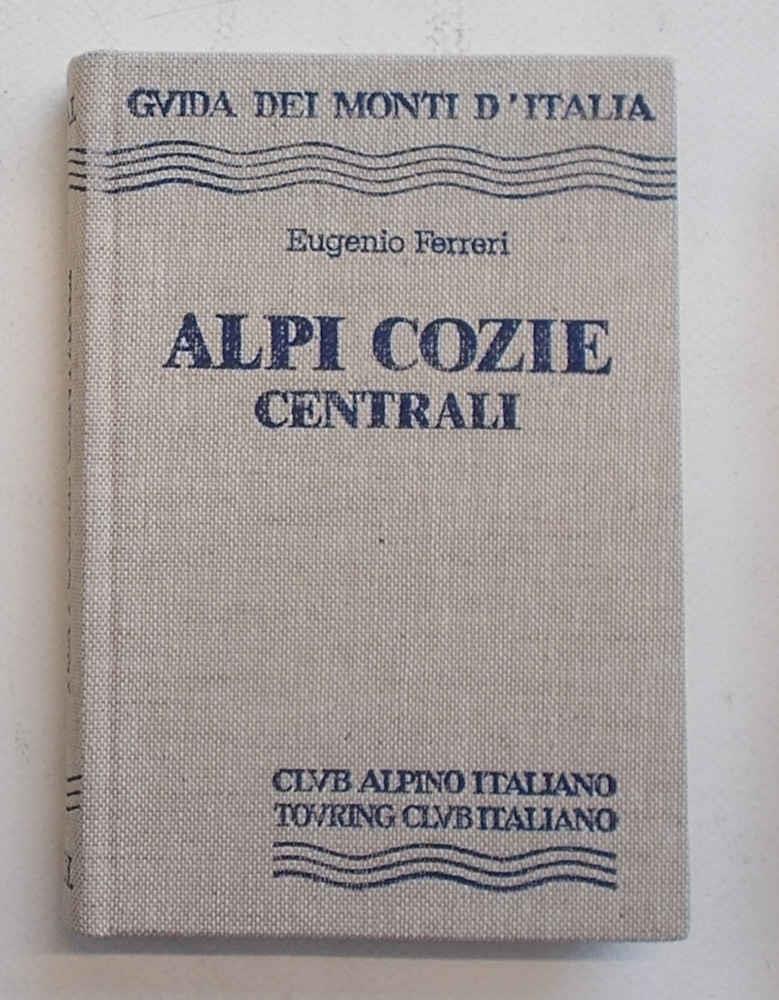 GVIDA DEI MONTI D'ITALIA
Eugenio Ferreri
ALPI COZIE
CENTRALI
CLVB ALPINO ITALIANO
TOVRING CLVB ITALIANO